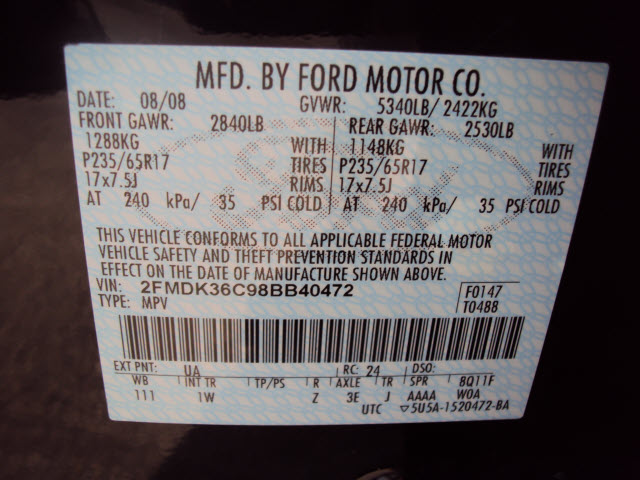 MFD. BY FORD MOTOR CO.
DATE: 08/08 GVWR: 5340LB/ 2422KG
FRONT GAWR: 2840LB REAR GAWR: 2530LB
1288KG WITH 1148KG WITH
P235/65R17 TIRES P235/65R17 TIRES
17x7.5J RIMS 17x7.5J RIMS
AT 240 kPa/ 35 PSI COLD AT 240 kPa/ 35 PSI COLD
THIS VEHICLE CONFORMS TO ALL APPLICABLE FEDERAL MOTOR
VEHICLE SAFETY AND THEFT PREVENTION STANDARDS IN
EFFECT ON THE DATE OF MANUFACTURE SHOWN ABOVE.
VIN: 2FMDK36C98BB40472 F0147
TYPE: MPV T0488
EXT PNT: UA RC: 24 DSO:
WB INT TR TP/PS R AXLE TR SPR 8Q11F
111 1W Z 3E J AAAA W0A
UTC ▽5U5A-1520472-BA